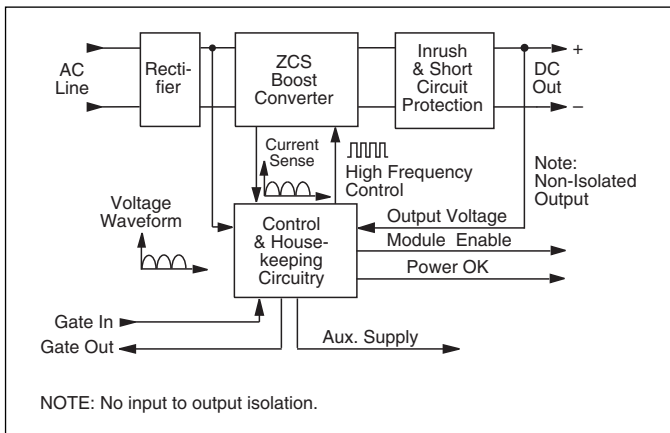 AC
Line
Recti-
fier
ZCS
Boost
Converter
Inrush
& Short
Circuit
Protection
+
DC
Out
–
Current
Sense
High Frequency
Control
Note:
Non-Isolated
Output
Voltage
Waveform
Control
& House-
keeping
Circuitry
Output Voltage
Module Enable
Power OK
Gate In
Gate Out
Aux. Supply
NOTE: No input to output isolation.